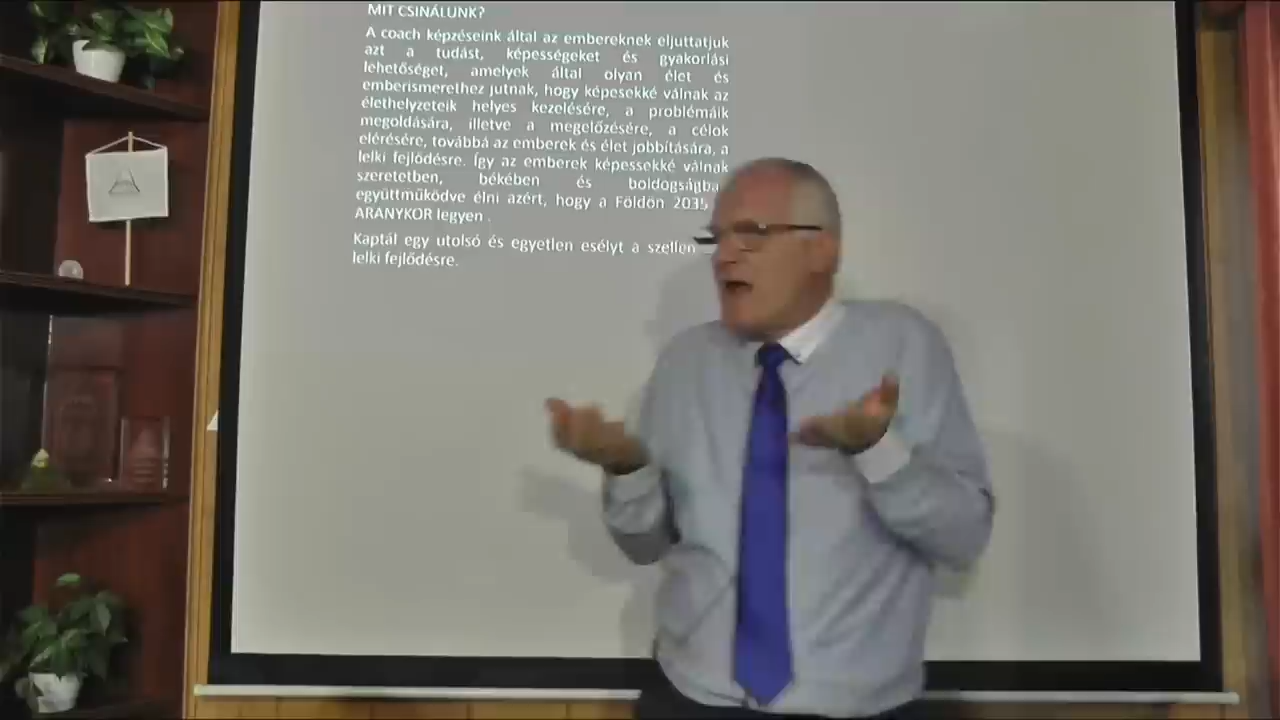 MIT CSINÁLUNK?
A coach képzéseink által az embereknek eljuttatjuk
azt a tudást, képességeket és gyakorlási
lehetőséget, amelyek által olyan élet és
emberismerethez jutnak, hogy képesekké válnak az
élethelyzeteik helyes kezelésére, a problémáik
megoldására, illetve a megelőzésére, a célok
elérésére, továbbá az emberek és élet jobbítására, a
lelki fejlődésre. Így az emberek képessekké válnak
szeretetben, békében és
együttműködve élni azért, hogy a Földön 2035
ARANYKOR legyen .
Kaptál egy utolsó és egyetlen esélyt a
lelki fejlődésre.